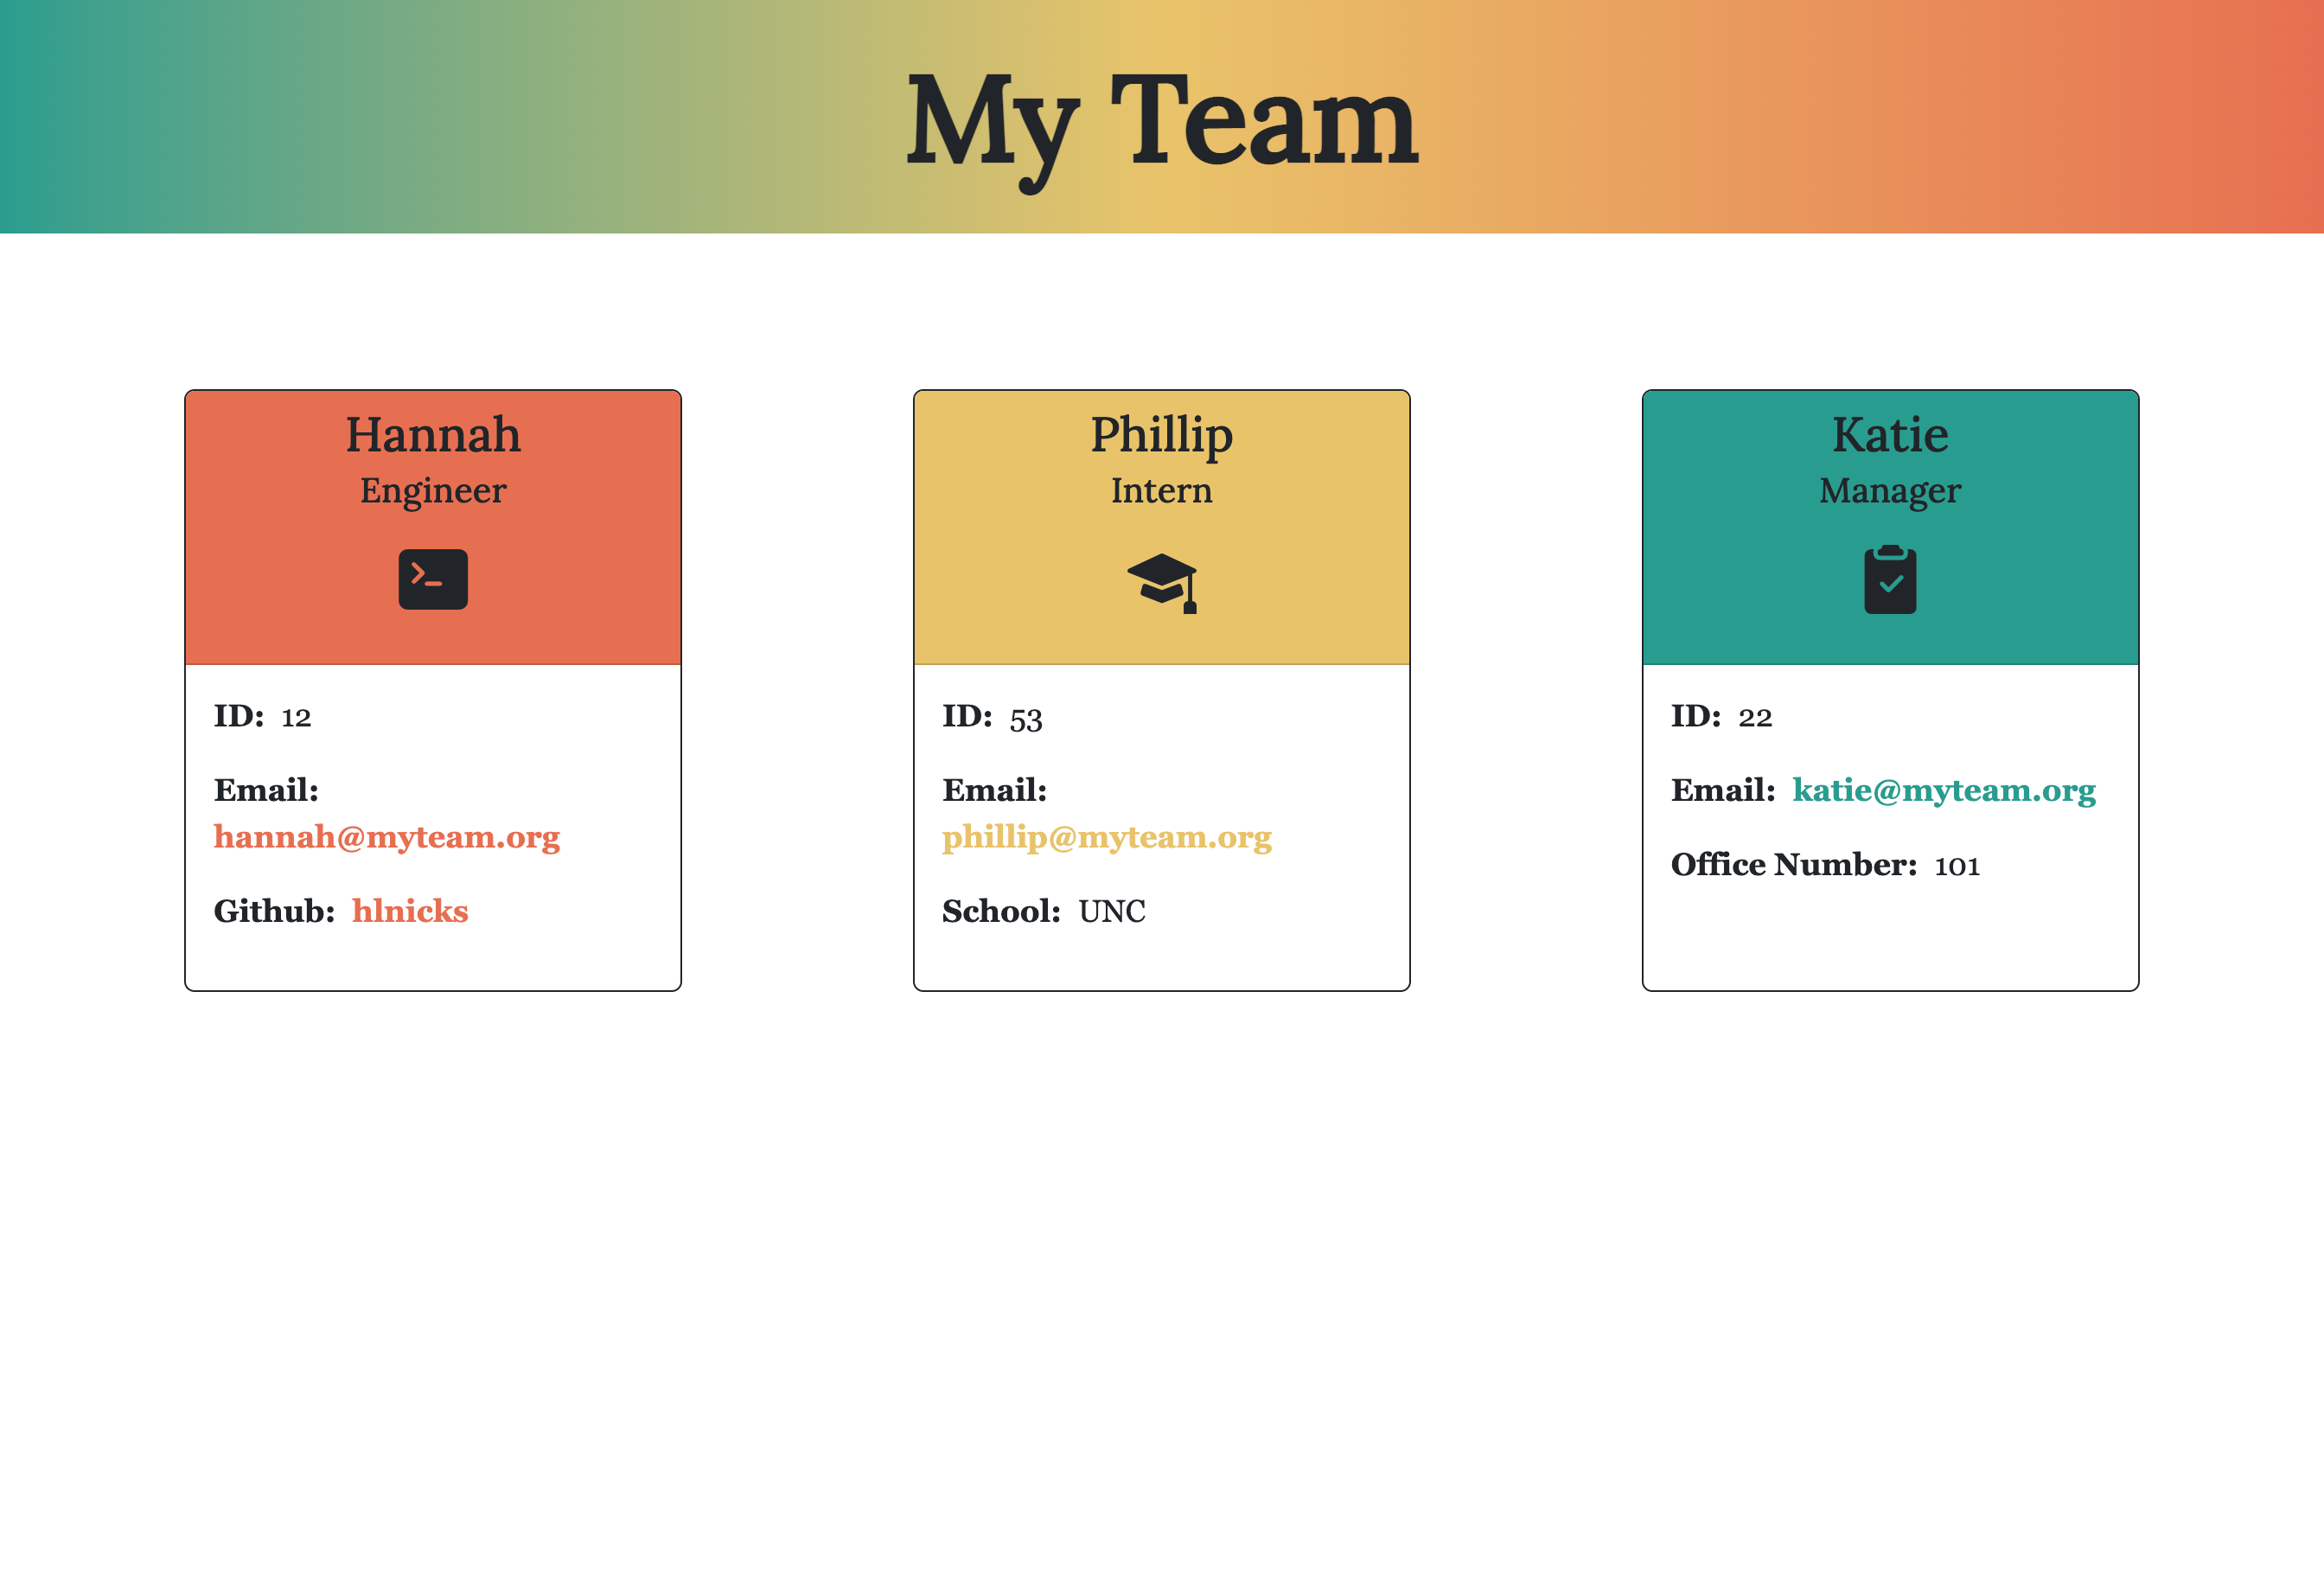 My Team
Hannah
Engineer
ID: 12
Email:
hannah@myteam.org
Github: hlnicks
Phillip
Intern
ID: 53
Email:
phillip@myteam.org
School: UNC
Katie
Manager
ID: 22
Email: katie@myteam.org
Office Number: 101